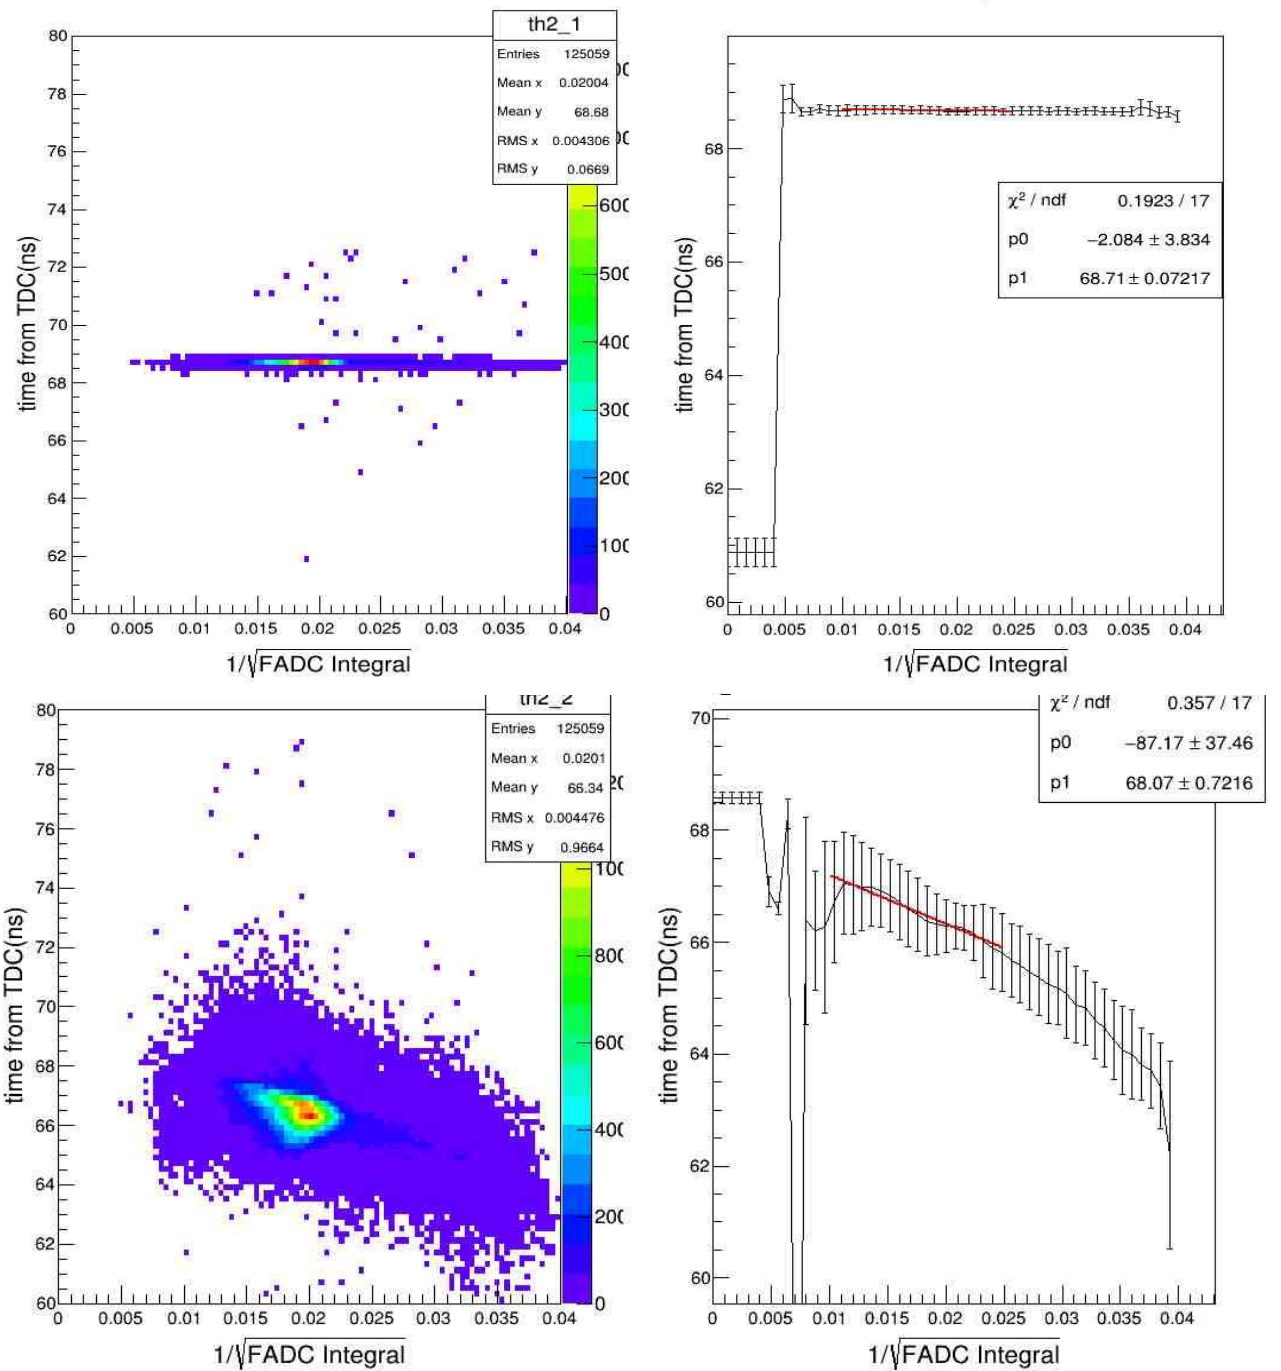 th2_1
Entries 125059
Mean x 0.02004
Mean y 68.68
RMS x 0.004306
RMS y 0.0669
80
78
76
74
72
70
68
66
64
62
60
time from TDC(ns)
0 0.005 0.01 0.015 0.02 0.025 0.03 0.035 0.04
1/√FADC Integral
600
500
400
300
200
100
0
68
66
64
62
60
time from TDC(ns)
χ² / ndf 0.1923 / 17
p0 −2.084 ± 3.834
p1 68.71 ± 0.07217
0 0.005 0.01 0.015 0.02 0.025 0.03 0.035 0.04
1/√FADC Integral
th2_2
Entries 125059
Mean x 0.0201
Mean y 66.34
RMS x 0.004476
RMS y 0.9664
80
78
76
74
72
70
68
66
64
62
60
time from TDC(ns)
0 0.005 0.01 0.015 0.02 0.025 0.03 0.035 0.04
1/√FADC Integral
0
χ² / ndf 0.357 / 17
p0 −87.17 ± 37.46
p1 68.07 ± 0.7216
70
68
66
64
62
60
time from TDC(ns)
0 0.005 0.01 0.015 0.02 0.025 0.03 0.035 0.04
1/√FADC Integral